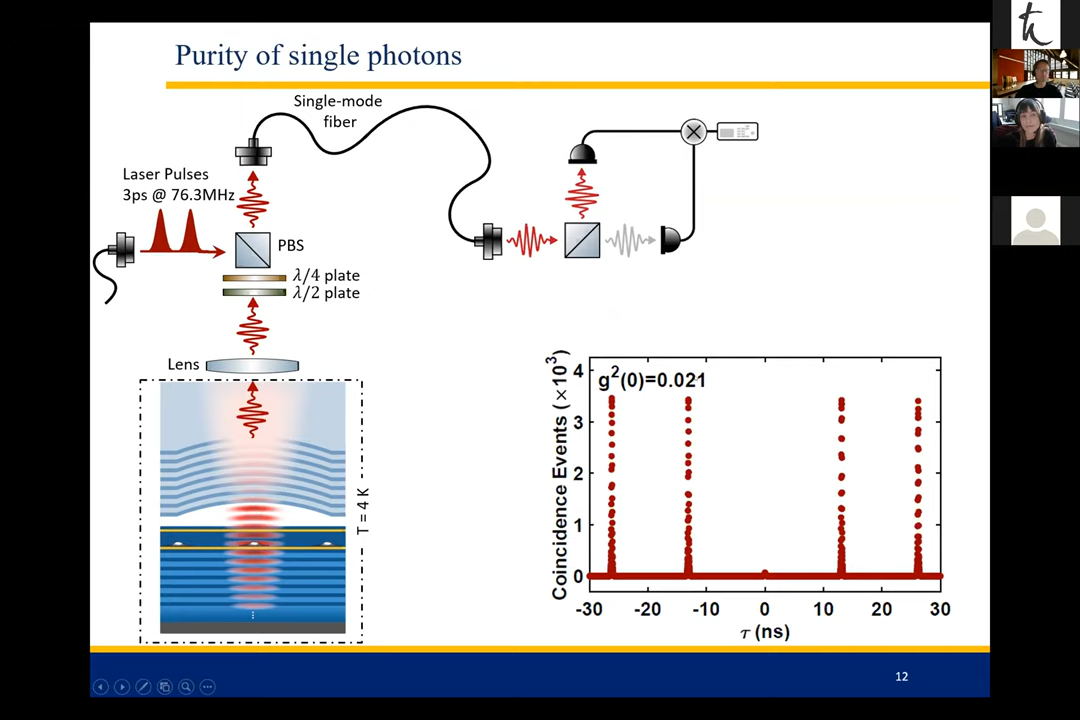 Purity of single photons
Single-mode
fiber
Laser Pulses
3ps @ 76.3MHz
PBS
λ/4 plate
λ/2 plate
Lens
T = 4 K
g²(0)=0.021
Coincidence Events (×10³)
4
3
2
1
0
-30 -20 -10 0 10 20 30
τ (ns)
12